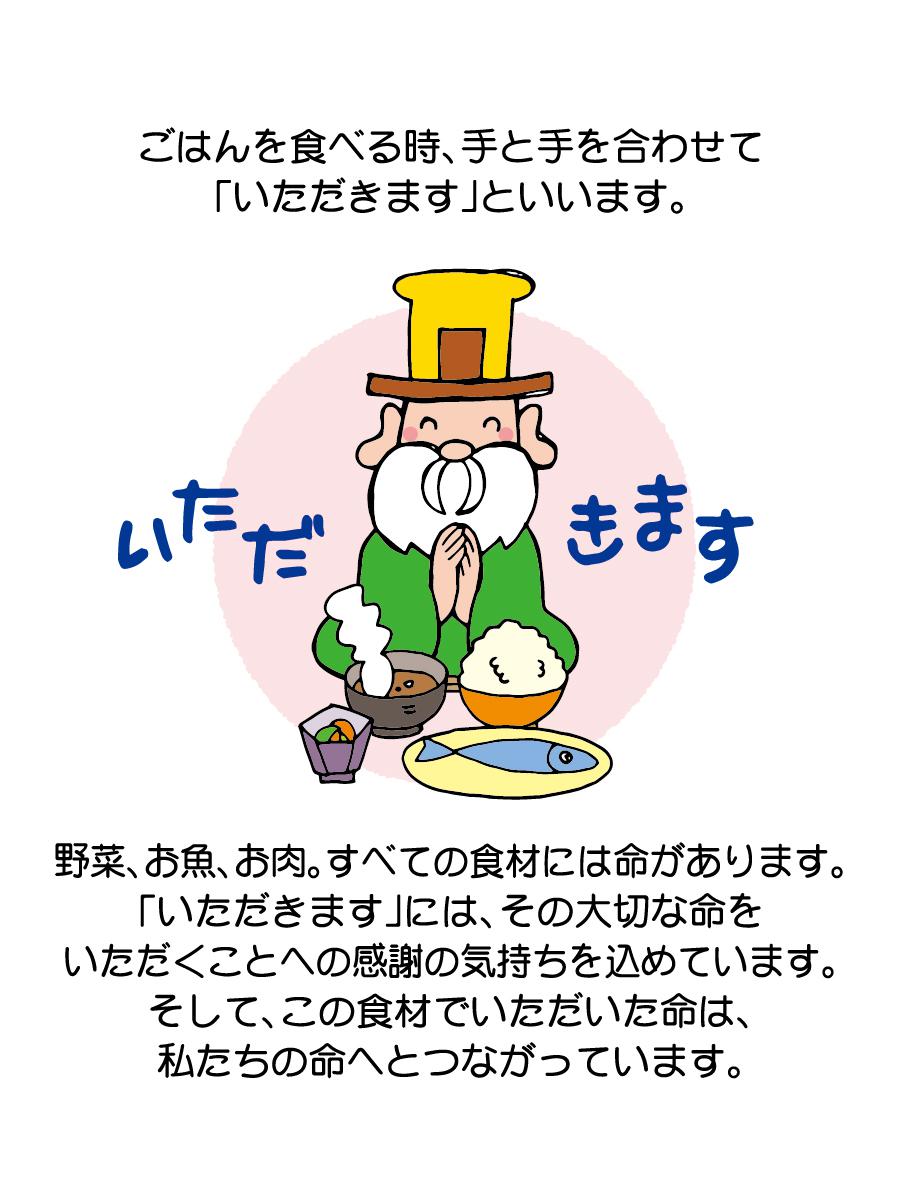 ごはんを食べる時、手と手を合わせて
「いただきます」といいます。
いただきます
野菜、お魚、お肉。すべての食材には命があります。
「いただきます」には、その大切な命を
いただくことへの感謝の気持ちを込めています。
そして、この食材でいただいた命は、
私たちの命へとつながっています。